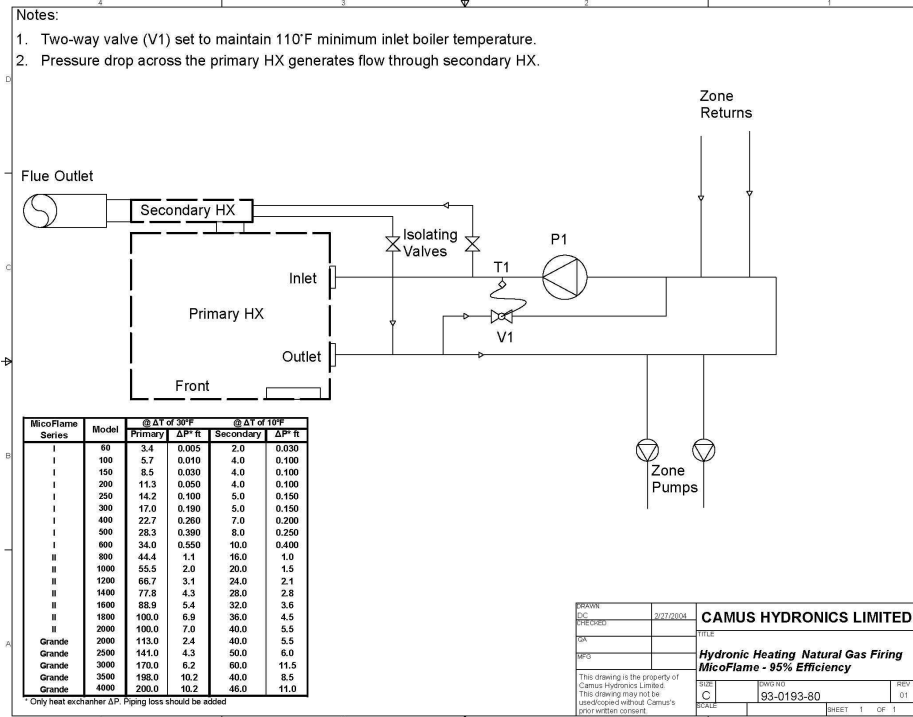 4 3 2 1
Notes:
1. Two-way valve (V1) set to maintain 110°F minimum inlet boiler temperature.
2. Pressure drop across the primary HX generates flow through secondary HX.
D
Zone
Returns
Flue Outlet
Secondary HX
Isolating
Valves
P1
C
T1
Inlet
Primary HX
V1
Outlet
Front
MicoFlame Series Model @ ΔT of 30°F @ ΔT of 10°F
Primary ΔP* ft Secondary ΔP* ft
I 60 3.4 0.005 2.0 0.030
I 100 5.7 0.010 4.0 0.100
I 150 8.5 0.030 4.0 0.100
I 200 11.3 0.050 4.0 0.100
I 250 14.2 0.100 5.0 0.150
I 300 17.0 0.190 5.0 0.150
I 400 22.7 0.260 7.0 0.200
I 500 28.3 0.390 8.0 0.250
I 600 34.0 0.550 10.0 0.400
II 800 44.4 1.1 16.0 1.0
II 1000 55.5 2.0 20.0 1.5
II 1200 66.7 3.1 24.0 2.1
II 1400 77.8 4.3 28.0 2.8
II 1600 88.9 5.4 32.0 3.6
II 1800 100.0 6.9 36.0 4.5
II 2000 100.0 7.0 40.0 5.5
Grande 2000 113.0 2.4 40.0 5.5
Grande 2500 141.0 4.3 50.0 6.0
Grande 3000 170.0 6.2 60.0 11.5
Grande 3500 198.0 10.2 40.0 8.5
Grande 4000 200.0 10.2 46.0 11.0
* Only heat exchanher ΔP. Piping loss should be added
B
Zone
Pumps
A
DRAWN
DC 2/27/2004
CHECKED
QA
MFG
This drawing is the property of
Camus Hydronics Limited.
This drawing may not be
used/copied without Camus's
prior written consent.
CAMUS HYDRONICS LIMITED
TITLE
Hydronic Heating Natural Gas Firing
MicoFlame - 95% Efficiency
SIZE DWG NO REV
C 93-0193-80 01
SCALE SHEET 1 OF 1